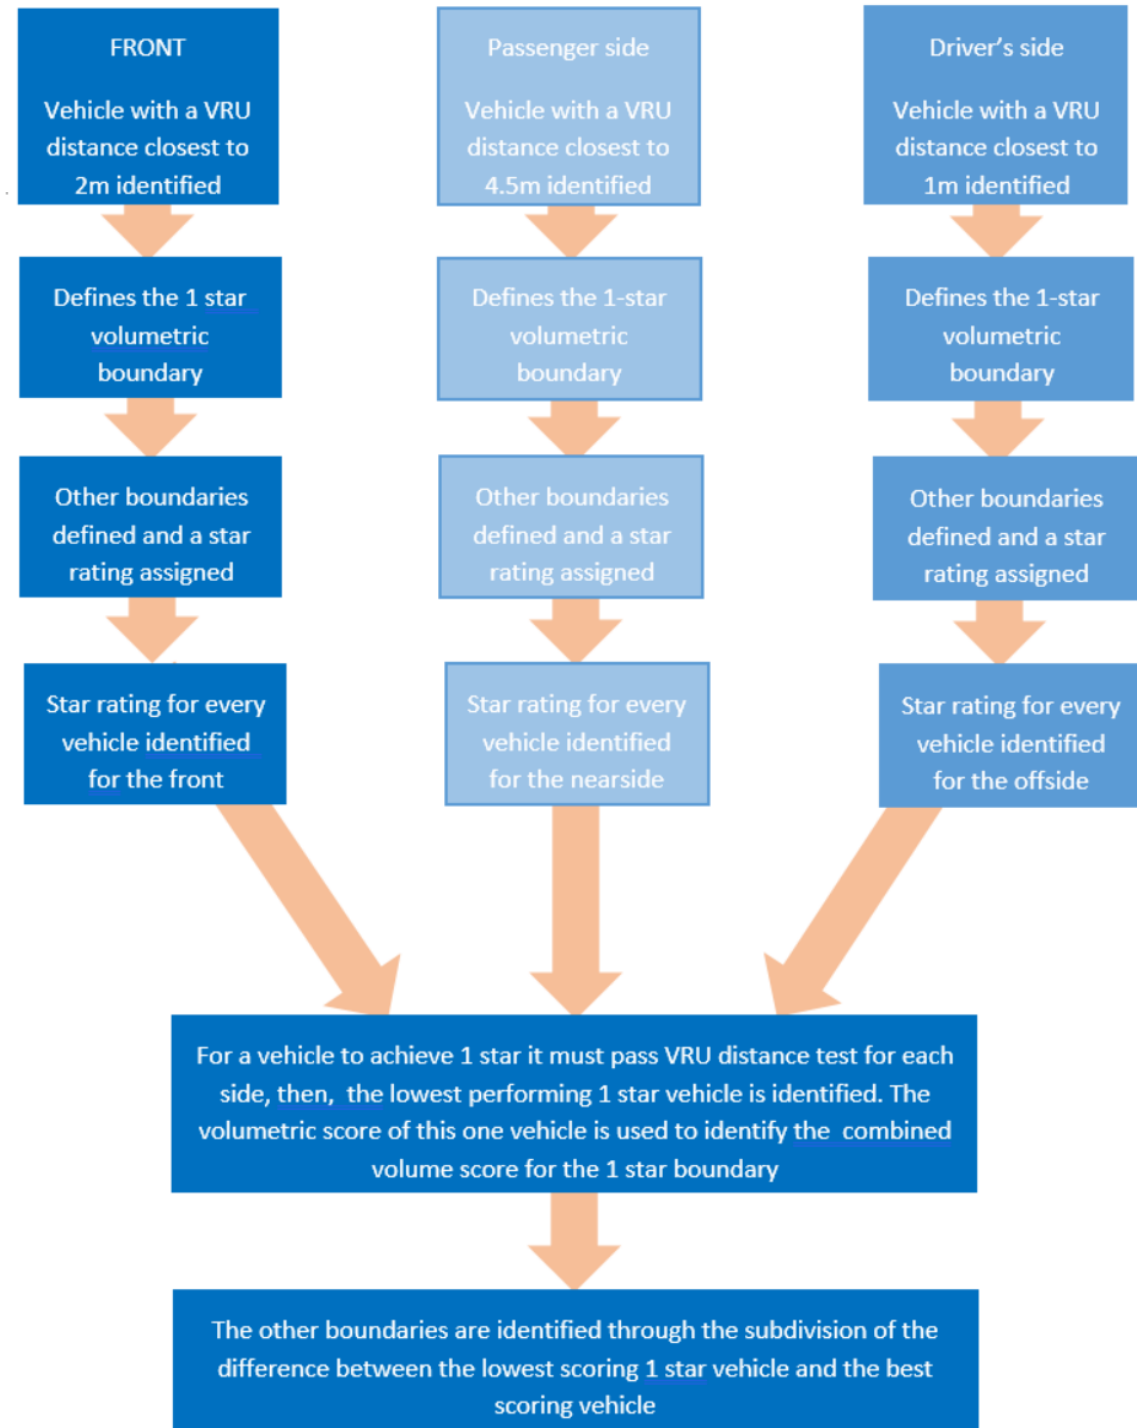 FRONT
Vehicle with a VRU
distance closest to
2m identified
Passenger side
Vehicle with a VRU
distance closest to
4.5m identified
Driver’s side
Vehicle with a VRU
distance closest to
1m identified
Defines the 1 star
volumetric
boundary
Defines the 1-star
volumetric
boundary
Defines the 1-star
volumetric
boundary
Other boundaries
defined and a star
rating assigned
Other boundaries
defined and a star
rating assigned
Other boundaries
defined and a star
rating assigned
Star rating for every
vehicle identified
for the front
Star rating for every
vehicle identified
for the nearside
Star rating for every
vehicle identified
for the offside
For a vehicle to achieve 1 star it must pass VRU distance test for each
side, then, the lowest performing 1 star vehicle is identified. The
volumetric score of this one vehicle is used to identify the combined
volume score for the 1 star boundary
The other boundaries are identified through the subdivision of the
difference between the lowest scoring 1 star vehicle and the best
scoring vehicle